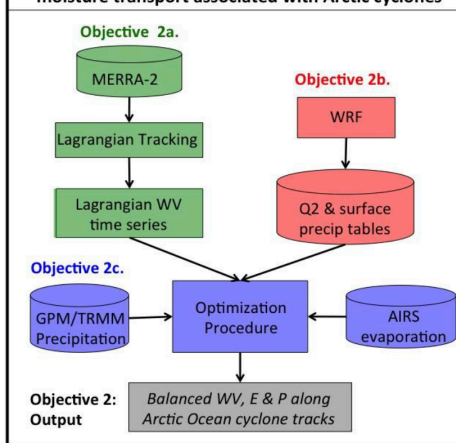 moisture transport associated with Arctic cyclones
Objective 2a.
MERRA-2
Lagrangian Tracking
Lagrangian WV
time series
Objective 2b.
WRF
Q2 & surface
precip tables
Objective 2c.
GPM/TRMM
Precipitation
Optimization
Procedure
AIRS
evaporation
Objective 2:
Output
Balanced WV, E & P along
Arctic Ocean cyclone tracks